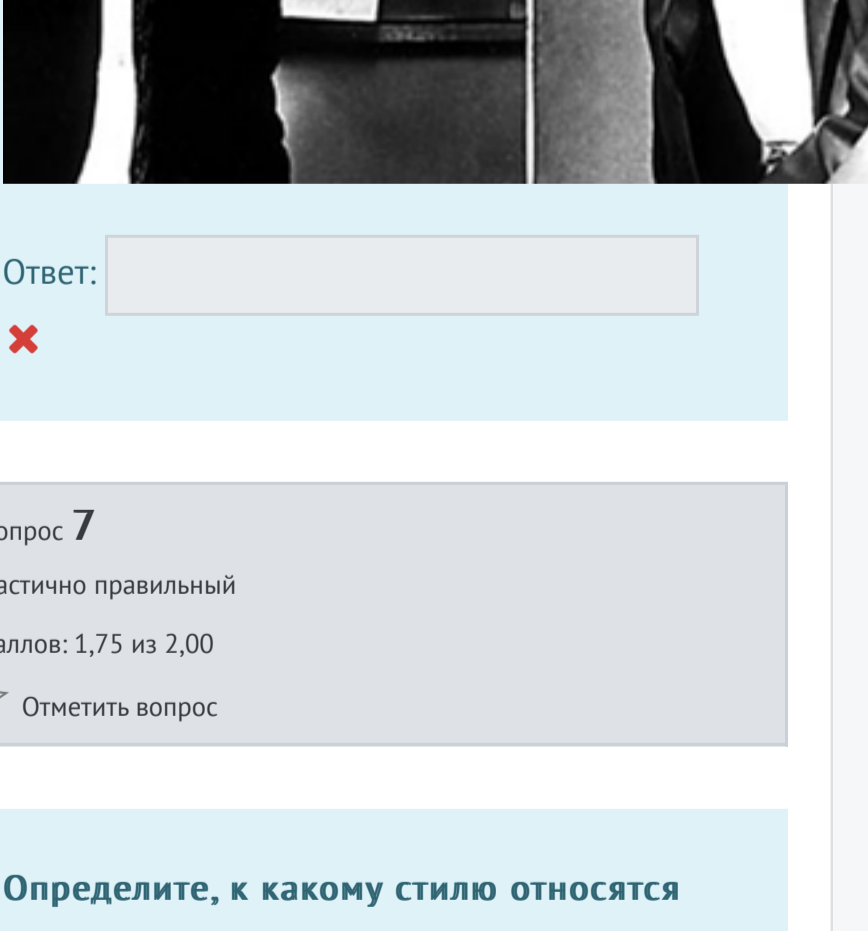 Ответ:
опрос 7
астично правильный
аллов: 1,75 из 2,00
Отметить вопрос
Определите, к какому стилю относятся